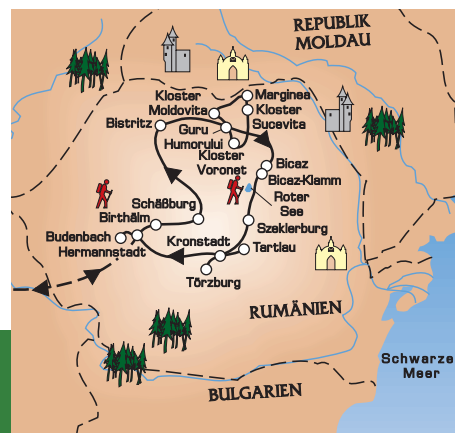 REPUBLIK
MOLDAU
Kloster
Moldovita
Marginea
Kloster
Sucevita
Bistritz
Guru
Humorului
Kloster
Voronet
Bicaz
Bicaz-Klamm
Roter
See
Schäßburg
Birthälm
Szeklerburg
Budenbach
Hermannstadt
Kronstadt
Tartlau
Törzburg
RUMÄNIEN
Schwarzes
Meer
BULGARIEN